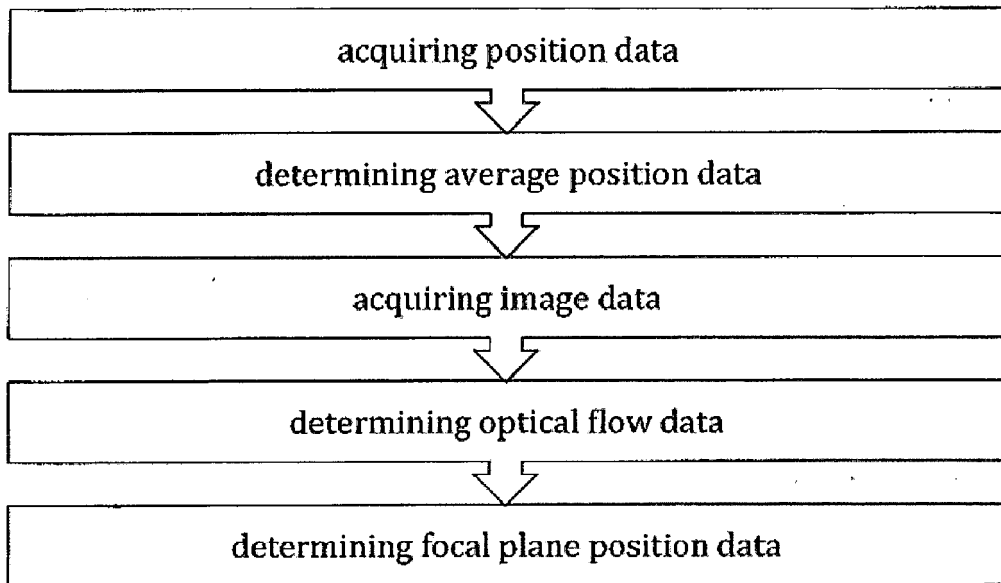 acquiring position data
determining average position data
acquiring image data
determining optical flow data
determining focal plane position data